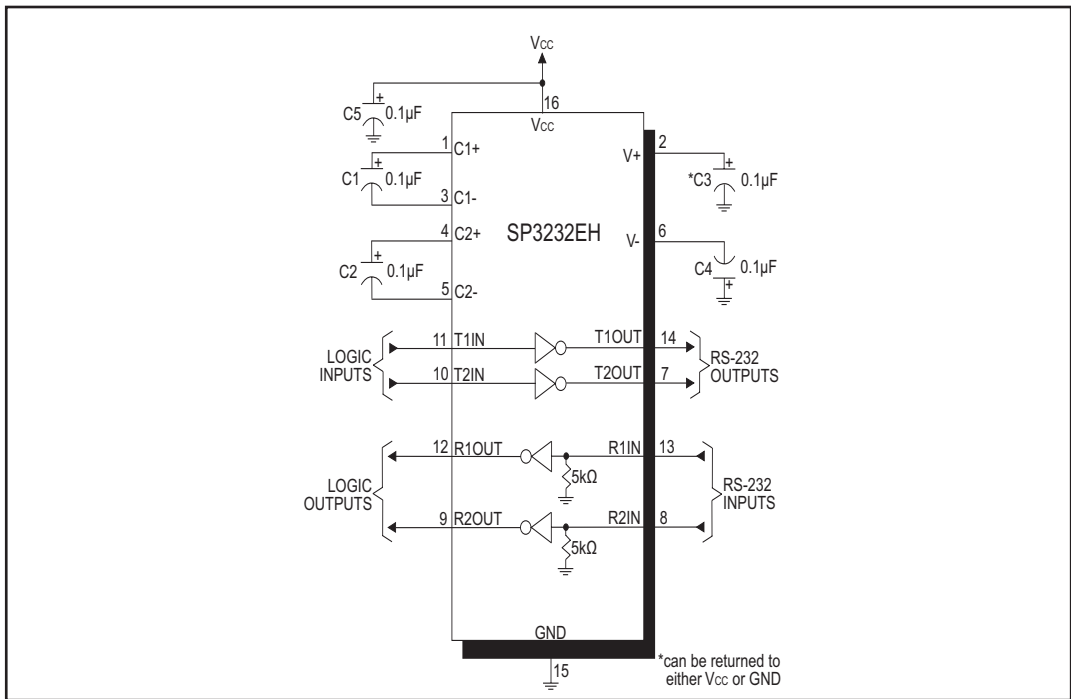 Vcc
+
C5
0.1µF
16
Vcc
1
C1+
+
C1
0.1µF
3
C1-
4
C2+
+
C2
0.1µF
5
C2-
SP3232EH
2
V+
+
*C3
0.1µF
6
V-
C4
0.1µF
+
LOGIC
INPUTS
11
T1IN
T1OUT
14
10
T2IN
T2OUT
7
RS-232
OUTPUTS
LOGIC
OUTPUTS
12
R1OUT
R1IN
13
5kΩ
9
R2OUT
R2IN
8
5kΩ
RS-232
INPUTS
GND
15
*can be returned to
either Vcc or GND